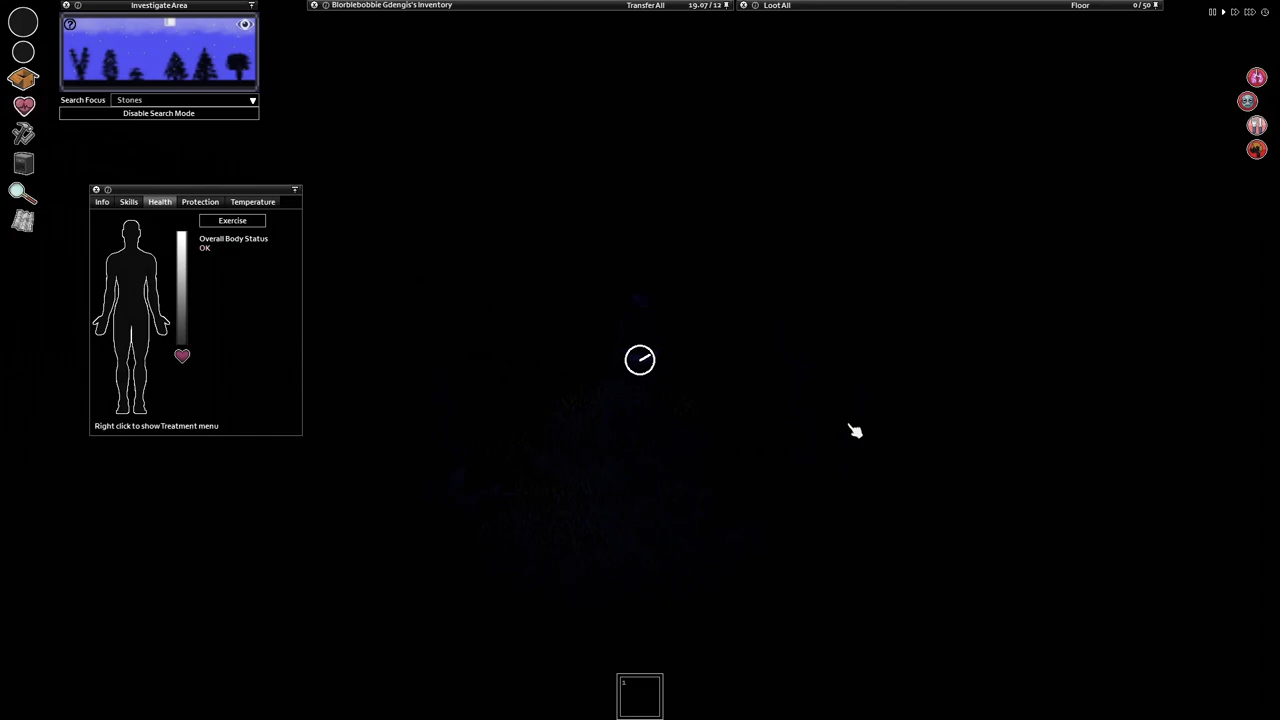 Investigate Area
Blorblebobbie Gdengis's Inventory
Transfer All
19.07 / 12
Loot All
Floor
0 / 50
?
Search Focus
Stones
Disable Search Mode
Info
Skills
Health
Protection
Temperature
Exercise
Overall Body Status
OK
Right click to show Treatment menu
1